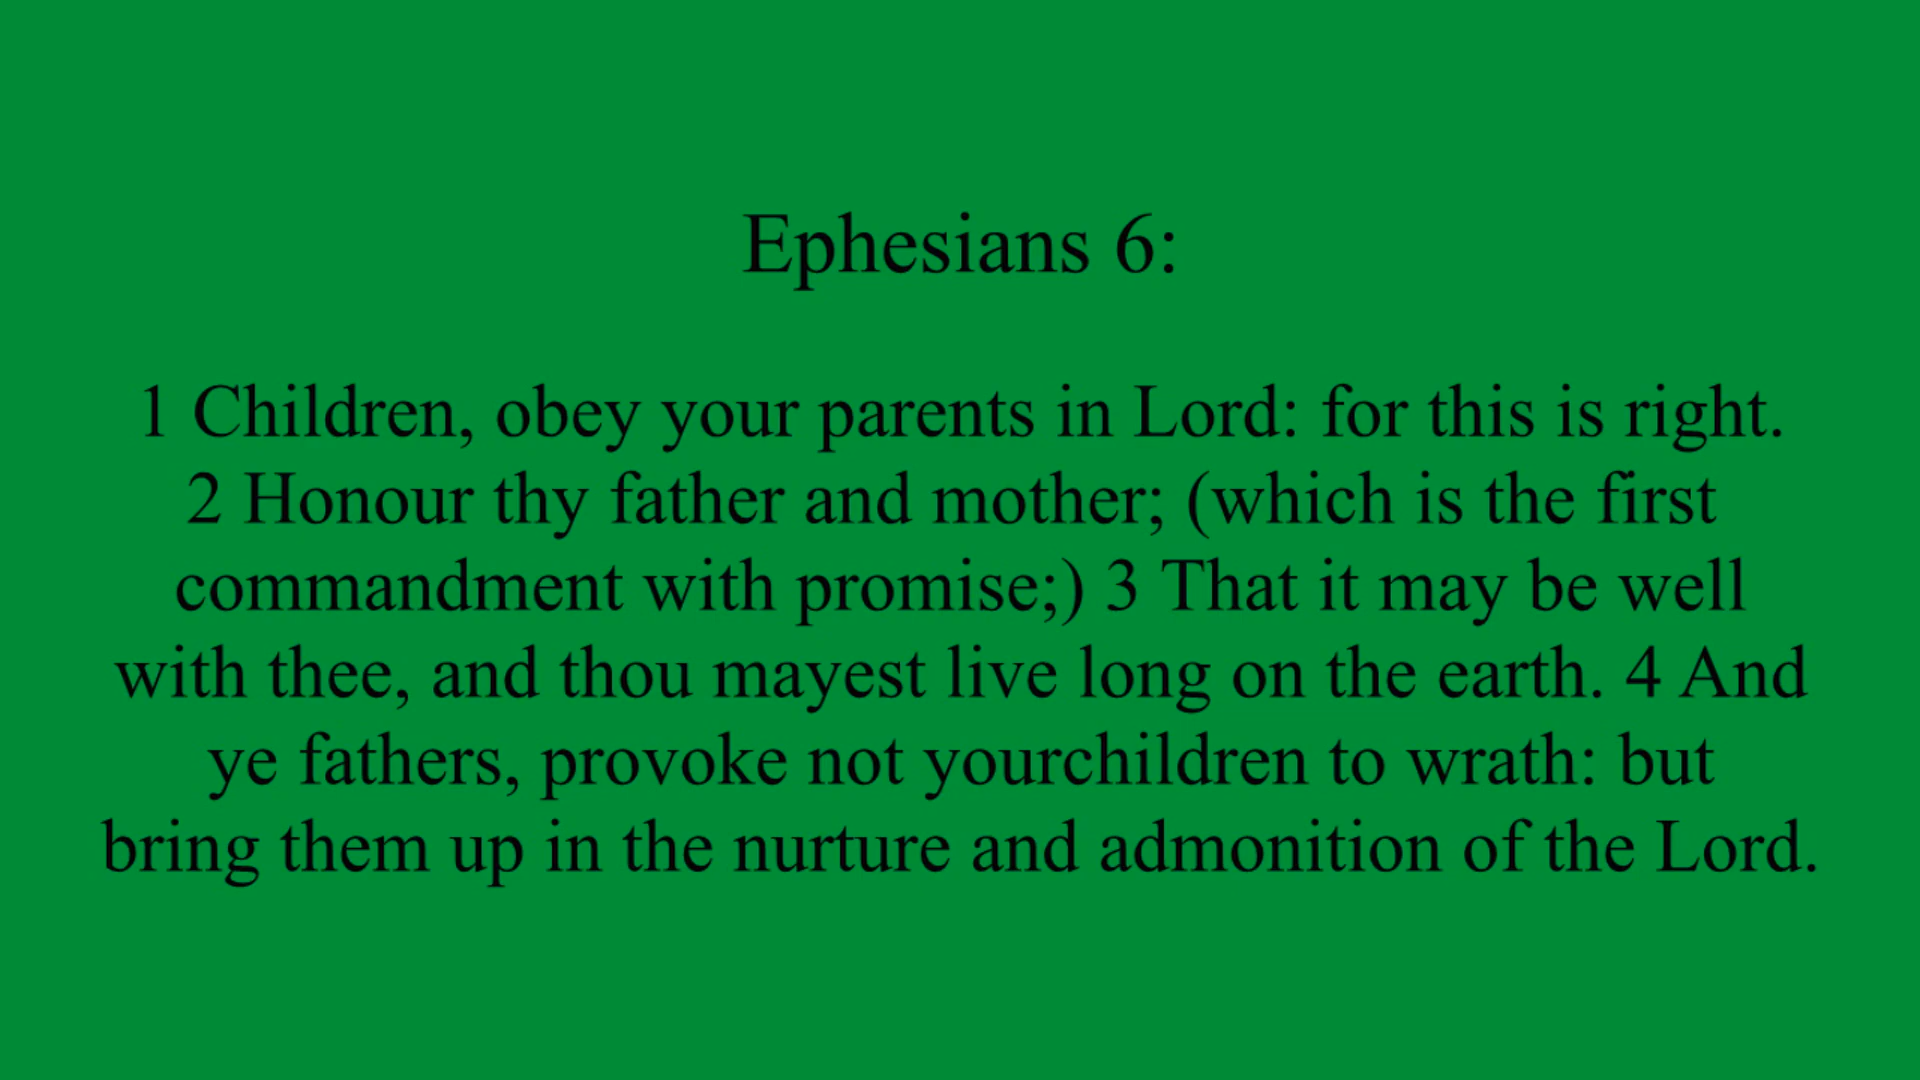 Ephesians 6:
1 Children, obey your parents in Lord: for this is right.
2 Honour thy father and mother; (which is the first
commandment with promise;) 3 That it may be well
with thee, and thou mayest live long on the earth. 4 And
ye fathers, provoke not yourchildren to wrath: but
bring them up in the nurture and admonition of the Lord.